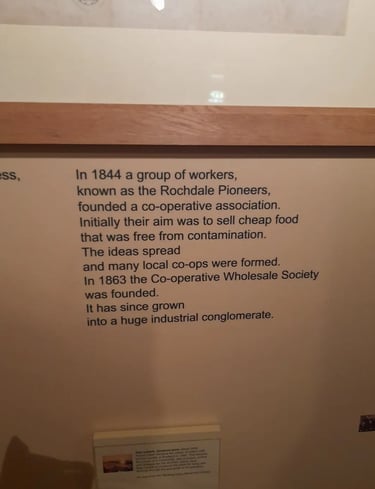 ess,
In 1844 a group of workers,
known as the Rochdale Pioneers,
founded a co-operative association.
Initially their aim was to sell cheap food
that was free from contamination.
The ideas spread
and many local co-ops were formed.
In 1863 the Co-operative Wholesale Society
was founded.
It has since grown
into a huge industrial conglomerate.